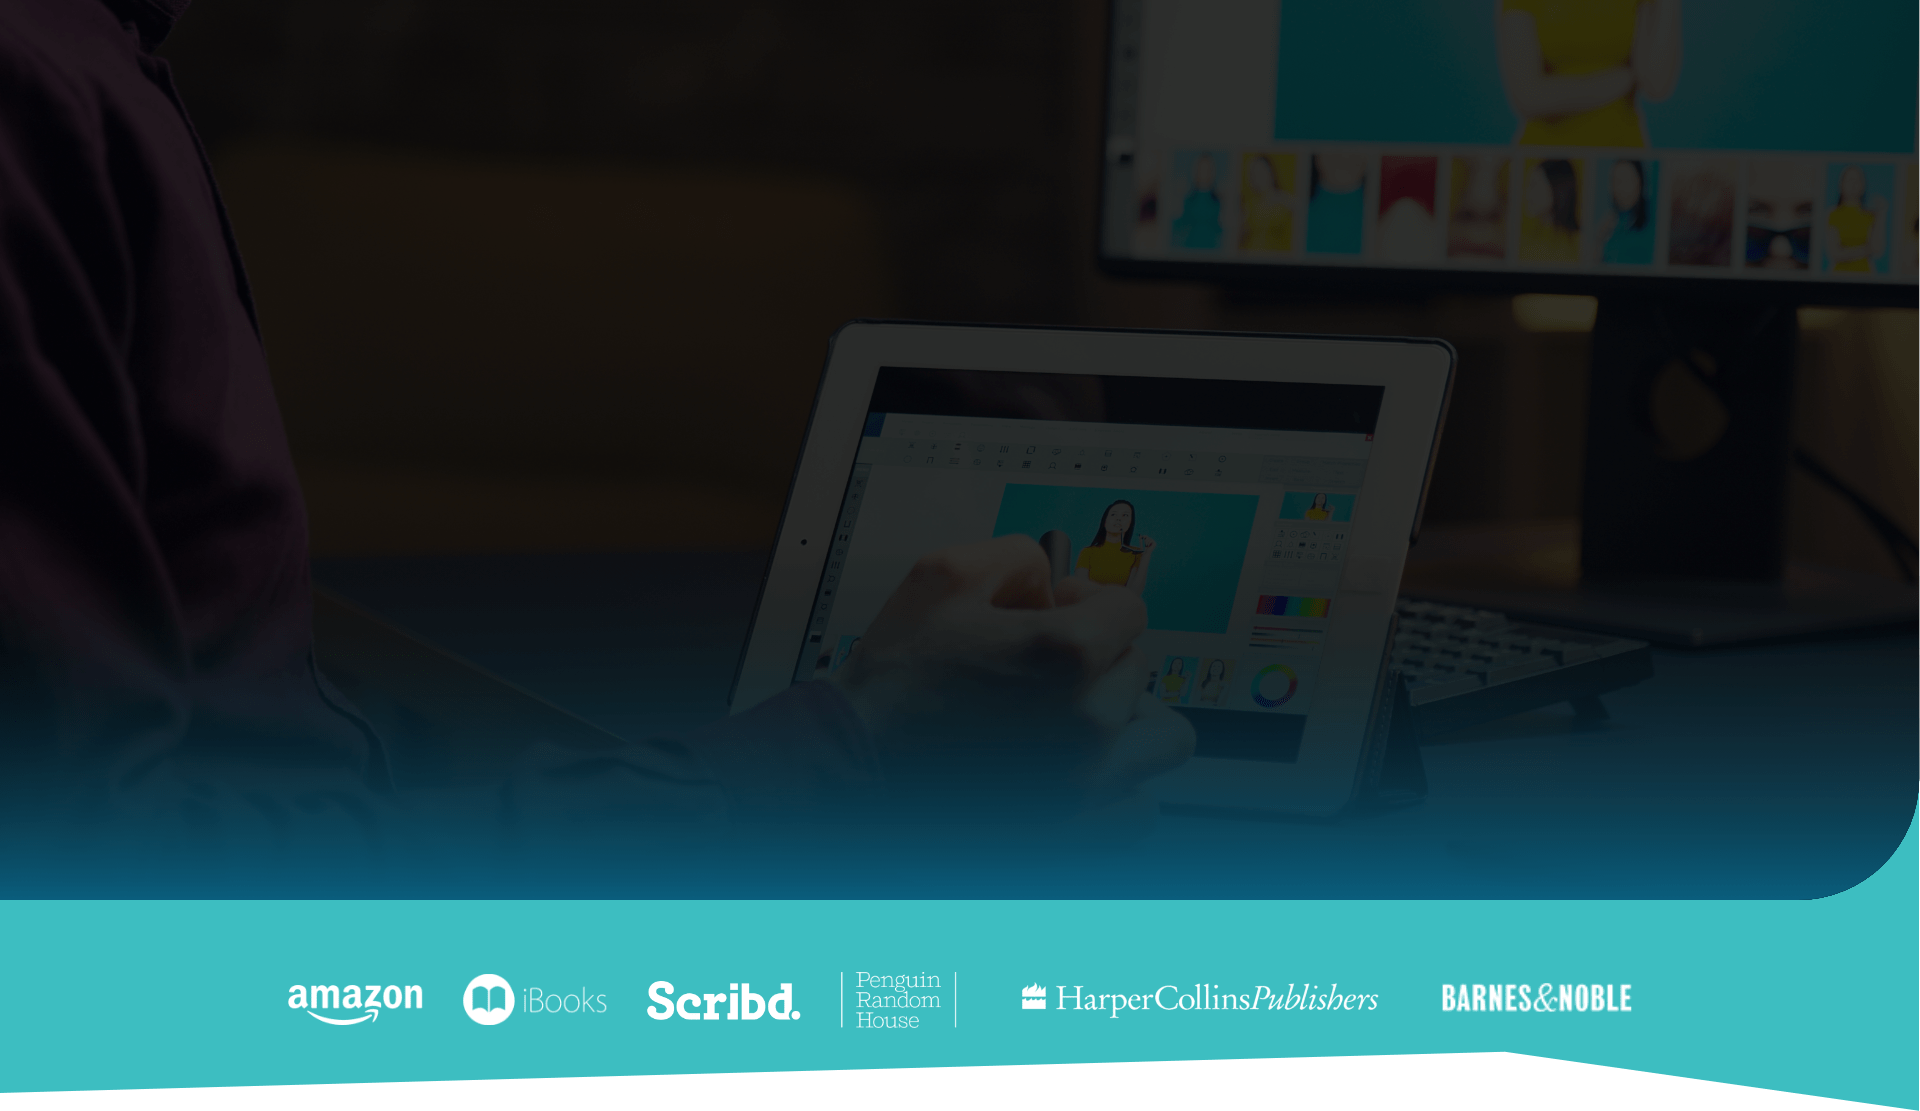 amazon
iBooks
Scribd.
Penguin
Random
House
HarperCollinsPublishers
BARNES&NOBLE